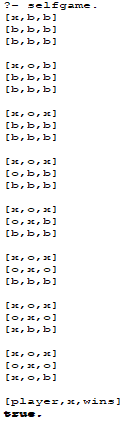 ?- selfgame.
[x,b,b]
[b,b,b]
[b,b,b]

[x,o,b]
[b,b,b]
[b,b,b]

[x,o,x]
[b,b,b]
[b,b,b]

[x,o,x]
[o,b,b]
[b,b,b]

[x,o,x]
[o,x,b]
[b,b,b]

[x,o,x]
[o,x,o]
[b,b,b]

[x,o,x]
[o,x,o]
[x,b,b]

[x,o,x]
[o,x,o]
[x,o,b]

[player,x,wins]
true.